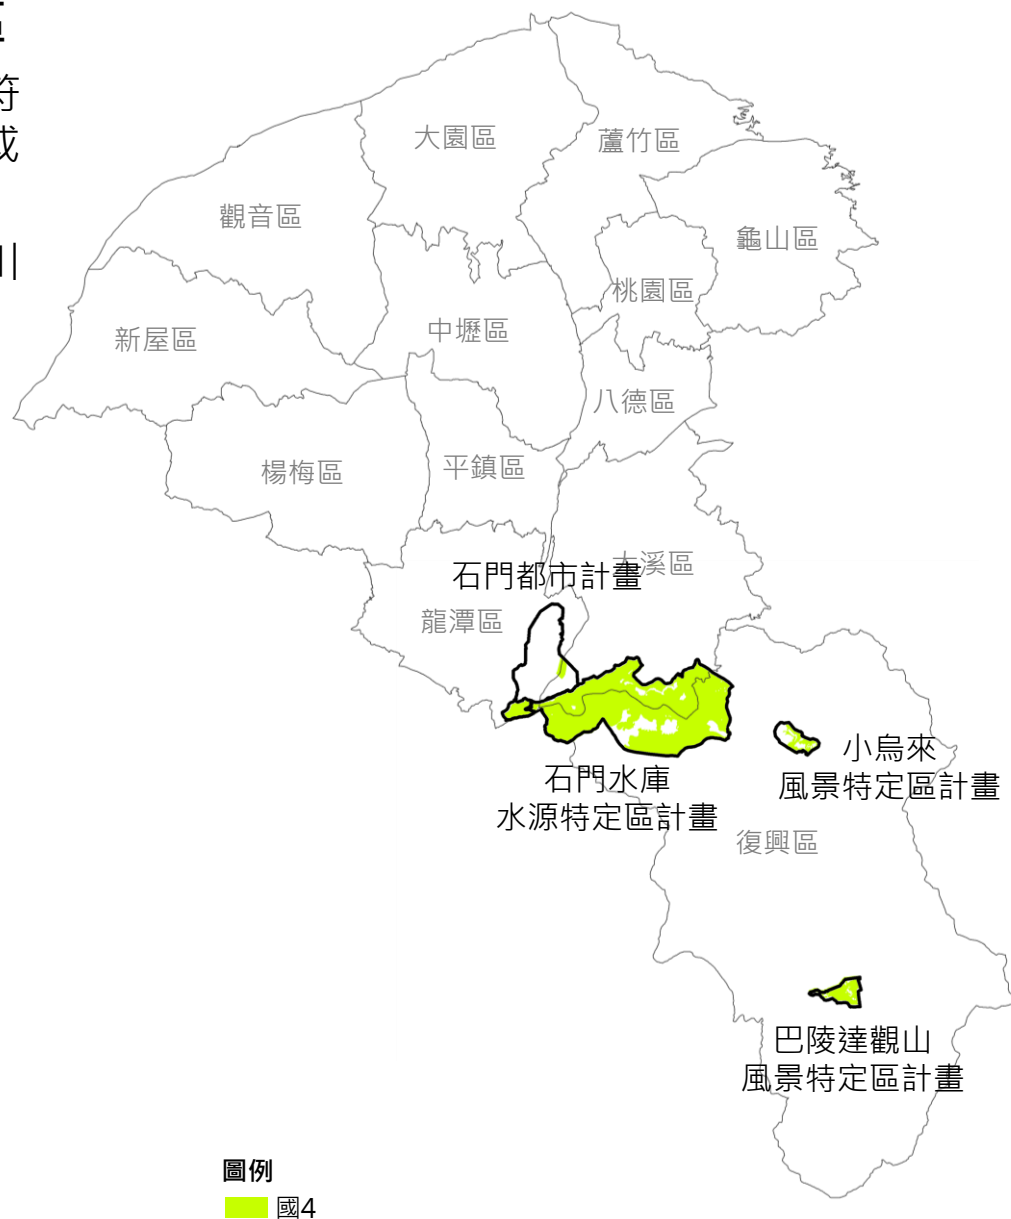 符
或
川
大園區
蘆竹區
觀音區
龜山區
桃園區
新屋區
中壢區
八德區
楊梅區
平鎮區
大溪區
石門都市計畫
龍潭區
小烏來
風景特定區計畫
石門水庫
水源特定區計畫
復興區
巴陵達觀山
風景特定區計畫
圖例
國4